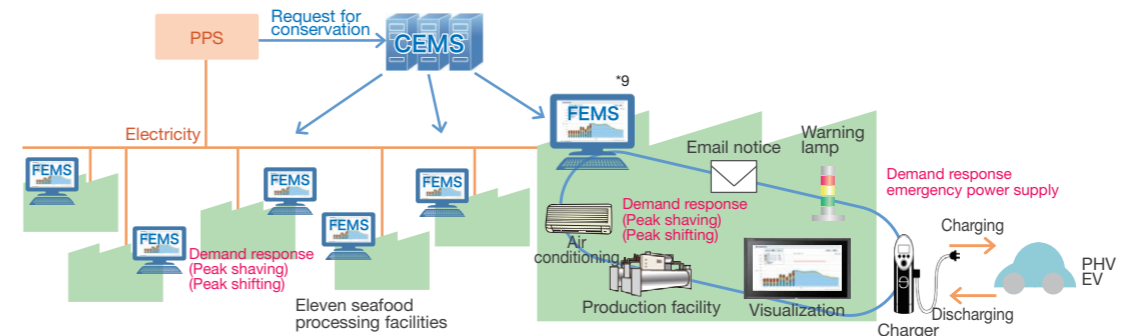 PPS
Request for
conservation
CEMS
*9
FEMS
Electricity
Warning
lamp
Email notice
FEMS
FEMS
FEMS
FEMS
FEMS
Demand response
emergency power supply
Demand response
(Peak shaving)
(Peak shifting)
Charging
Air
conditioning
Demand response
(Peak shaving)
(Peak shifting)
PHV
EV
Eleven seafood
processing facilities
Production facility
Visualization
Discharging
Charger